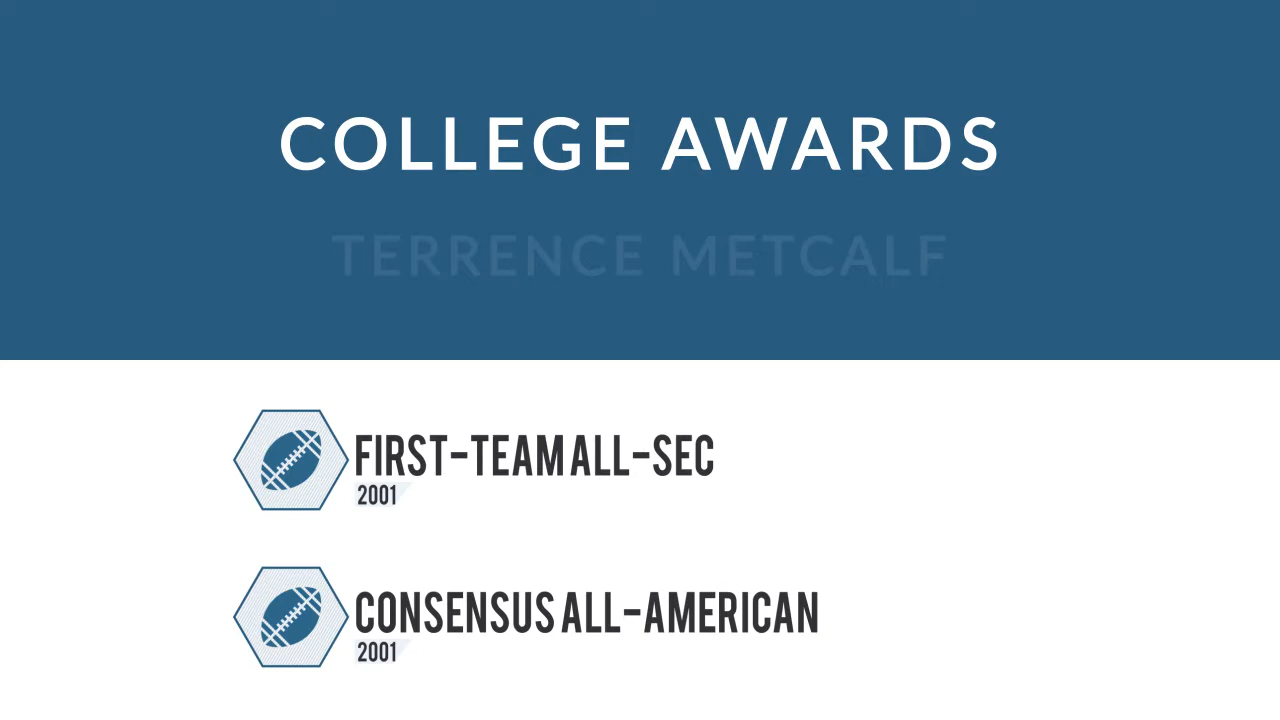 COLLEGE AWARDS
TERRENCE METCALF
FIRST-TEAM ALL-SEC
2001
CONSENSUS ALL-AMERICAN
2001